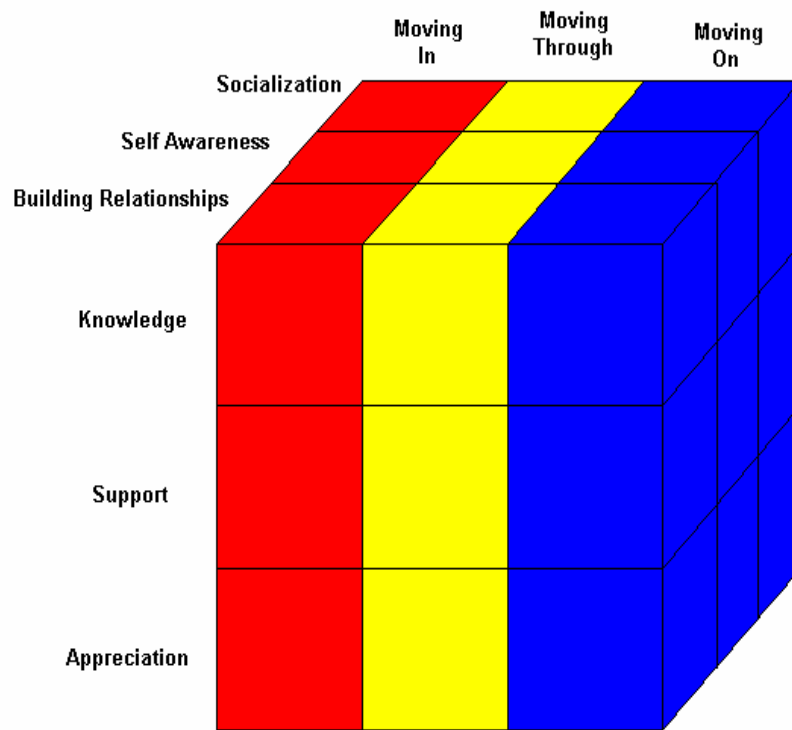 Moving
In
Moving
Through
Moving
On
Socialization
Self Awareness
Building Relationships
Knowledge
Support
Appreciation